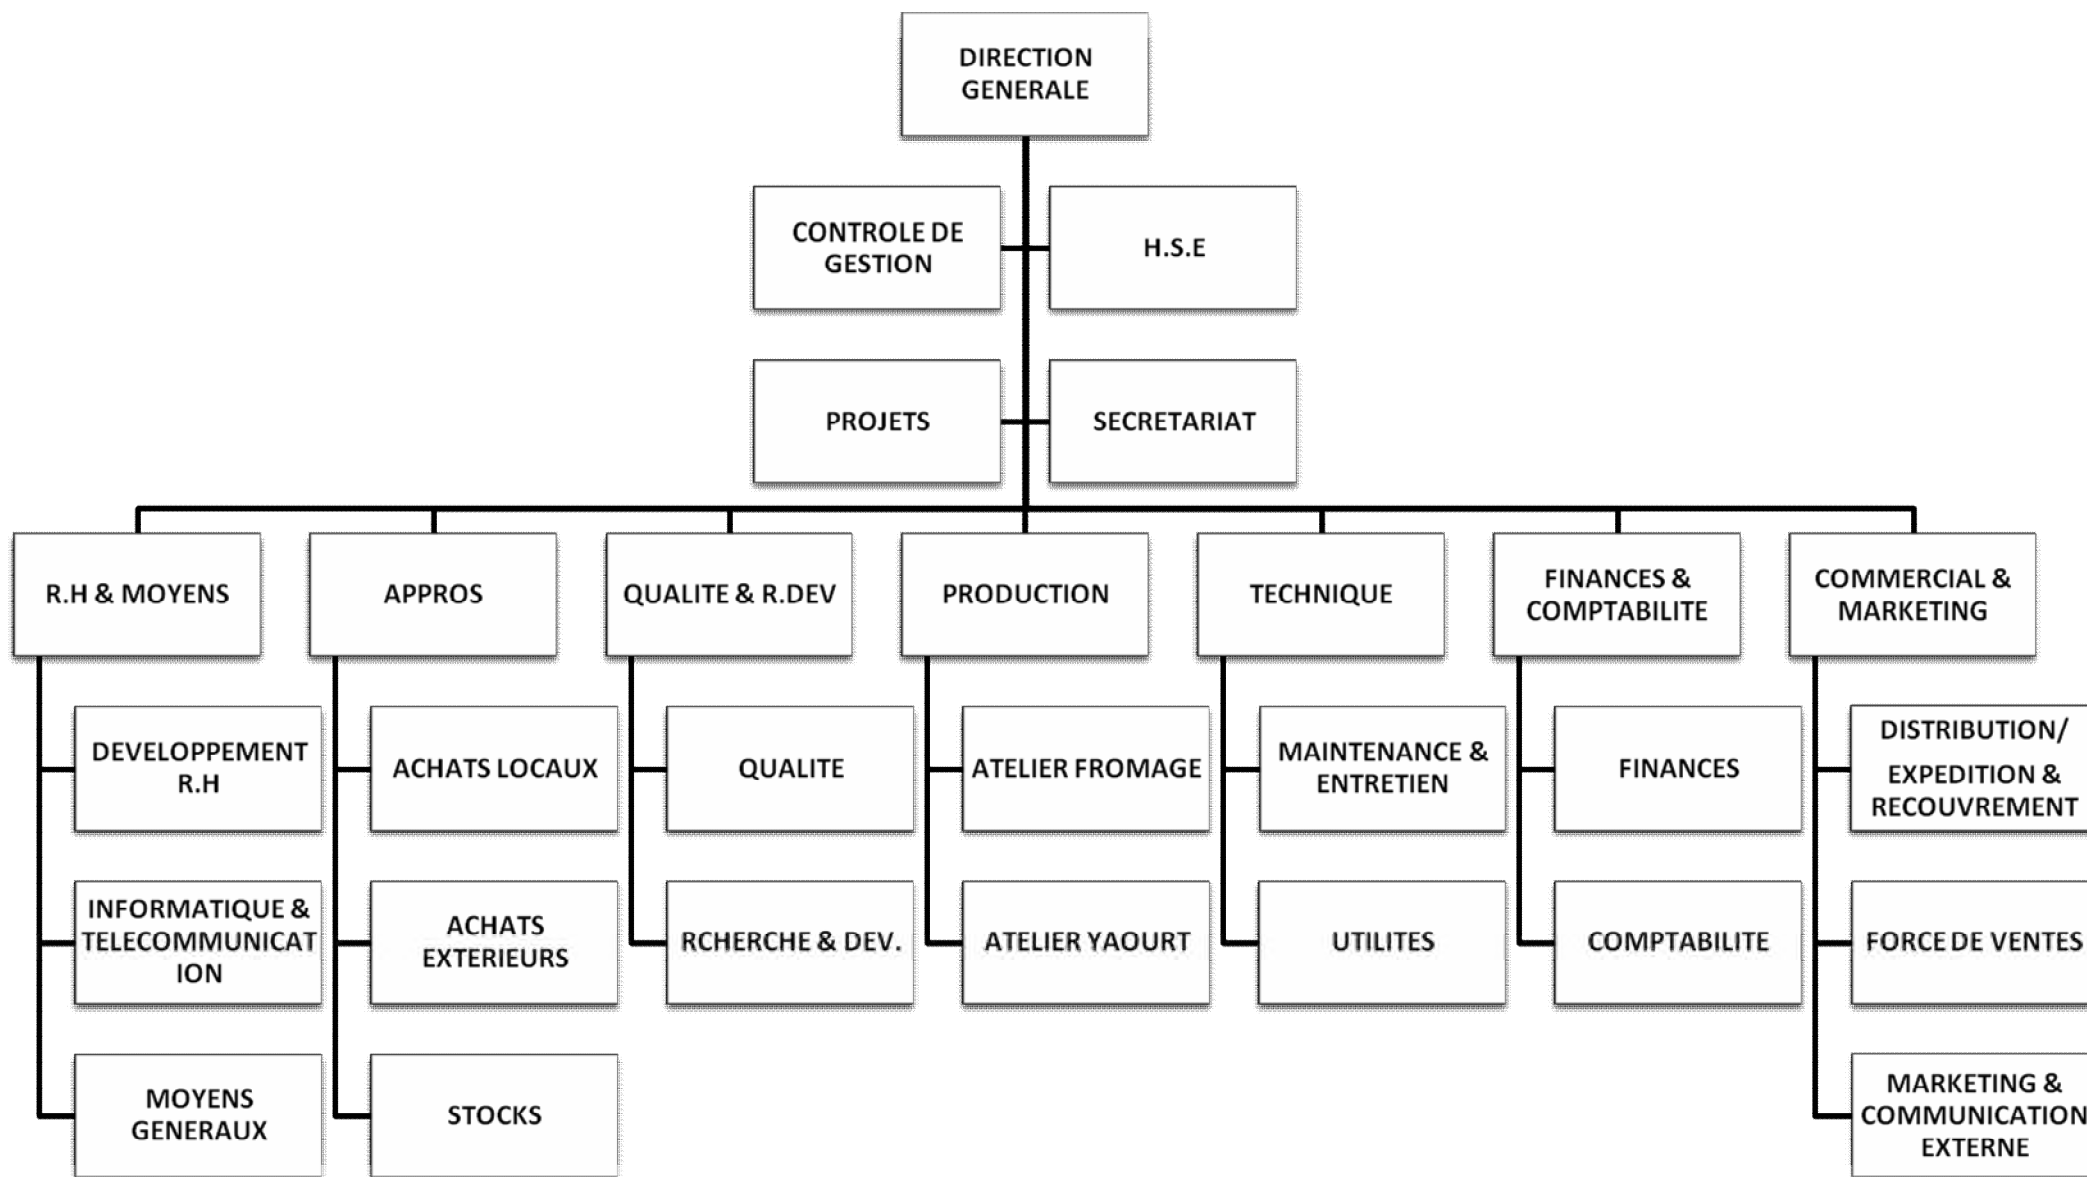 DIRECTION
GENERALE
CONTROLE DE
GESTION
H.S.E
PROJETS
SECRETARIAT
R.H & MOYENS
APPROS
QUALITE & R.DEV
PRODUCTION
TECHNIQUE
FINANCES &
COMPTABILITE
COMMERCIAL &
MARKETING
DEVELOPPEMENT
R.H
ACHATS LOCAUX
QUALITE
ATELIER FROMAGE
MAINTENANCE &
ENTRETIEN
FINANCES
DISTRIBUTION/
EXPEDITION &
RECOUVREMENT
INFORMATIQUE &
TELECOMMUNICAT
ION
ACHATS
EXTERIEURS
RCHERCHE & DEV.
ATELIER YAOURT
UTILITES
COMPTABILITE
FORCE DE VENTES
MOYENS
GENERAUX
STOCKS
MARKETING &
COMMUNICATION
EXTERNE